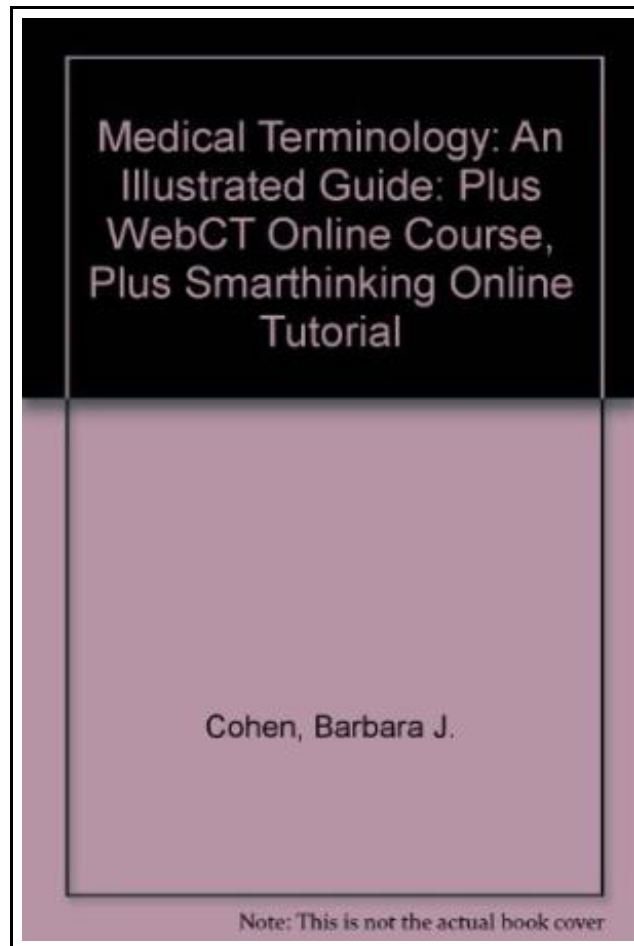 Medical Terminology: An
Illustrated Guide: Plus
WebCT Online Course,
Plus Smarthinking Online
Tutorial
Cohen, Barbara J.
Note: This is not the actual book cover